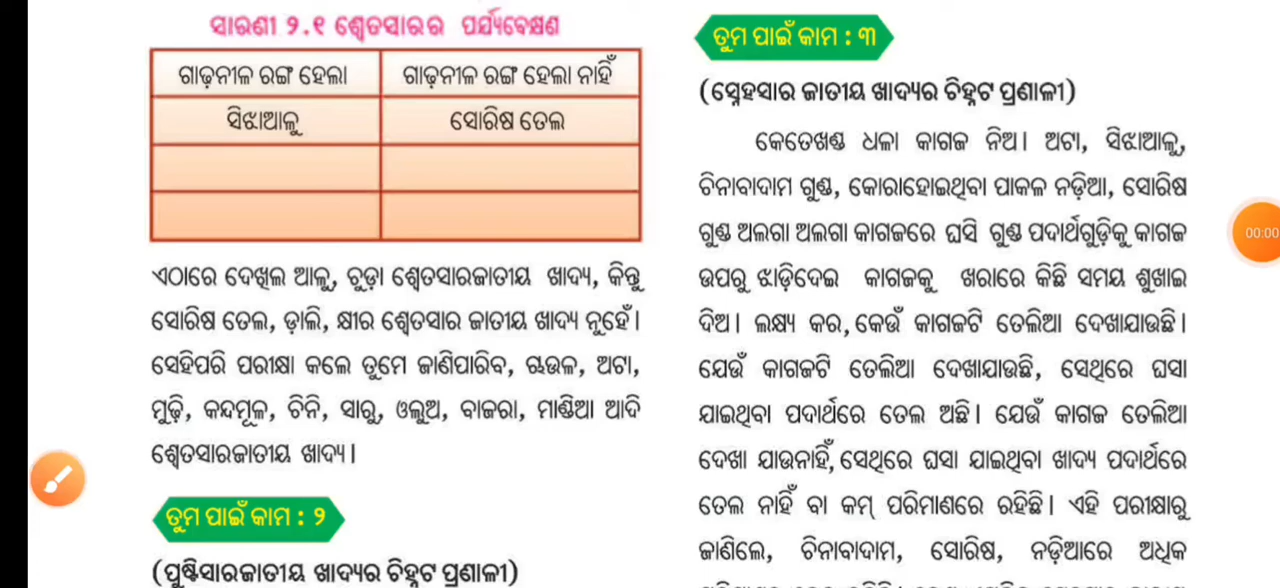 ସାରଣୀ ୨.୧ ଶ୍ୱେତସାରର ପର୍ଯ୍ୟବେକ୍ଷଣ
ଗାଢ଼ନୀଳ ରଙ୍ଗ ହେଲା ଗାଢ଼ନୀଳ ରଙ୍ଗ ହେଲା ନାହିଁ
ସିଝାଆଳୁ ସୋରିଷ ତେଲ
ଏଠାରେ ଦେଖିଲ ଆଳୁ, ଚୁଡ଼ା ଶ୍ୱେତସାରଜାତୀୟ ଖାଦ୍ୟ, କିନ୍ତୁ
ସୋରିଷ ତେଲ, ଡ଼ାଲି, କ୍ଷୀର ଶ୍ୱେତସାର ଜାତୀୟ ଖାଦ୍ୟ ନୁହେଁ।
ସେହିପରି ପରୀକ୍ଷା କଲେ ତୁମେ ଜାଣିପାରିବ, ଋଉଳ, ଅଟା,
ମୁଢ଼ି, କନ୍ଦମୂଳ, ଚିନି, ସାରୁ, ଓଲୁଅ, ବାଜରା, ମାଣ୍ଡିଆ ଆଦି
ଶ୍ୱେତସାରଜାତୀୟ ଖାଦ୍ୟ।
ତୁମ ପାଇଁ କାମ : ୨
(ପୁଷ୍ଟିସାରଜାତୀୟ ଖାଦ୍ୟର ଚିହ୍ନଟ ପ୍ରଣାଳୀ)
ତୁମ ପାଇଁ କାମ : ୩
(ସ୍ନେହସାର ଜାତୀୟ ଖାଦ୍ୟର ଚିହ୍ନଟ ପ୍ରଣାଳୀ)
କେତେଖଣ୍ଡ ଧଳା କାଗଜ ନିଅ। ଅଟା, ସିଝାଆଳୁ,
ଚିନାବାଦାମ ଗୁଣ୍ଡ, କୋରାହୋଇଥିବା ପାକଳ ନଡ଼ିଆ, ସୋରିଷ
ଗୁଣ୍ଡ ଅଲଗା ଅଲଗା କାଗଜରେ ଘସି ଗୁଣ୍ଡ ପଦାର୍ଥଗୁଡ଼ିକୁ କାଗଜ
ଉପରୁ ଝାଡ଼ିଦେଇ କାଗଜକୁ ଖରାରେ କିଛି ସମୟ ଶୁଖାଇ
ଦିଅ। ଲକ୍ଷ୍ୟ କର, କେଉଁ କାଗଜଟି ତେଲିଆ ଦେଖାଯାଉଛି।
ଯେଉଁ କାଗଜଟି ତେଲିଆ ଦେଖାଯାଉଛି, ସେଥିରେ ଘସା
ଯାଇଥିବା ପଦାର୍ଥରେ ତେଲ ଅଛି। ଯେଉଁ କାଗଜ ତେଲିଆ
ଦେଖା ଯାଉନାହିଁ, ସେଥିରେ ଘସା ଯାଇଥିବା ଖାଦ୍ୟ ପଦାର୍ଥରେ
ତେଲ ନାହିଁ ବା କମ୍ ପରିମାଣରେ ରହିଛି। ଏହି ପରୀକ୍ଷାରୁ
ଜାଣିଲେ, ଚିନାବାଦାମ, ସୋରିଷ, ନଡ଼ିଆରେ ଅଧିକ
00:00